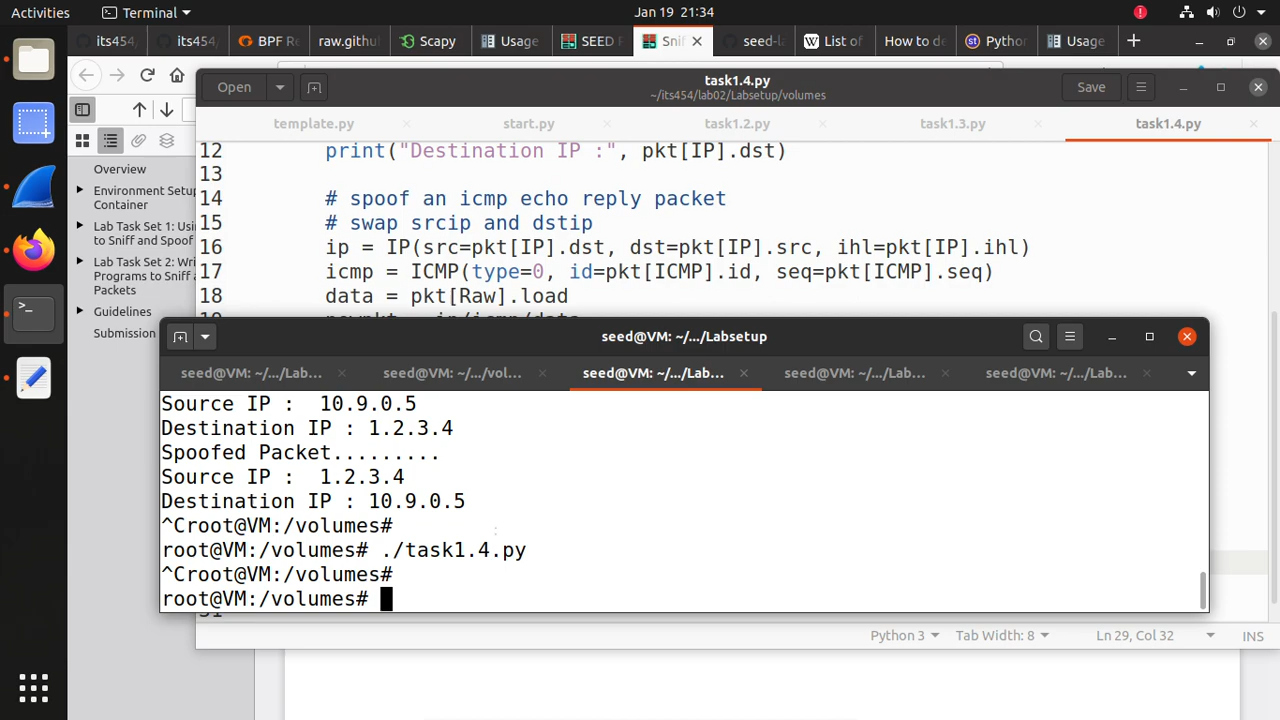 Activities
Terminal
Jan 19 21:34
its454/
its454/
BPF Re
raw.githu
Scapy
Usage
SEED
Snif
seed-la
List of
How to de
Python
Usage
Open
task1.4.py
~/its454/lab02/Labsetup/volumes
Save
template.py
start.py
task1.2.py
task1.3.py
task1.4.py
Overview
Environment Setup
Container
Lab Task Set 1: Usi
to Sniff and Spoof
Lab Task Set 2: Wri
Programs to Sniff a
Packets
Guidelines
Submission
12 print("Destination IP :", pkt[IP].dst)
13
14 # spoof an icmp echo reply packet
15 # swap srcip and dstip
16 ip = IP(src=pkt[IP].dst, dst=pkt[IP].src, ihl=pkt[IP].ihl)
17 icmp = ICMP(type=0, id=pkt[ICMP].id, seq=pkt[ICMP].seq)
18 data = pkt[Raw].load
seed@VM: ~/.../Labsetup
seed@VM: ~/.../Lab...
seed@VM: ~/.../vol...
seed@VM: ~/.../Lab...
seed@VM: ~/.../Lab...
seed@VM: ~/.../Lab...
Source IP : 10.9.0.5
Destination IP : 1.2.3.4
Spoofed Packet.........
Source IP : 1.2.3.4
Destination IP : 10.9.0.5
^Croot@VM:/volumes#
root@VM:/volumes# ./task1.4.py
^Croot@VM:/volumes#
root@VM:/volumes#
Python 3
Tab Width: 8
Ln 29, Col 32
INS